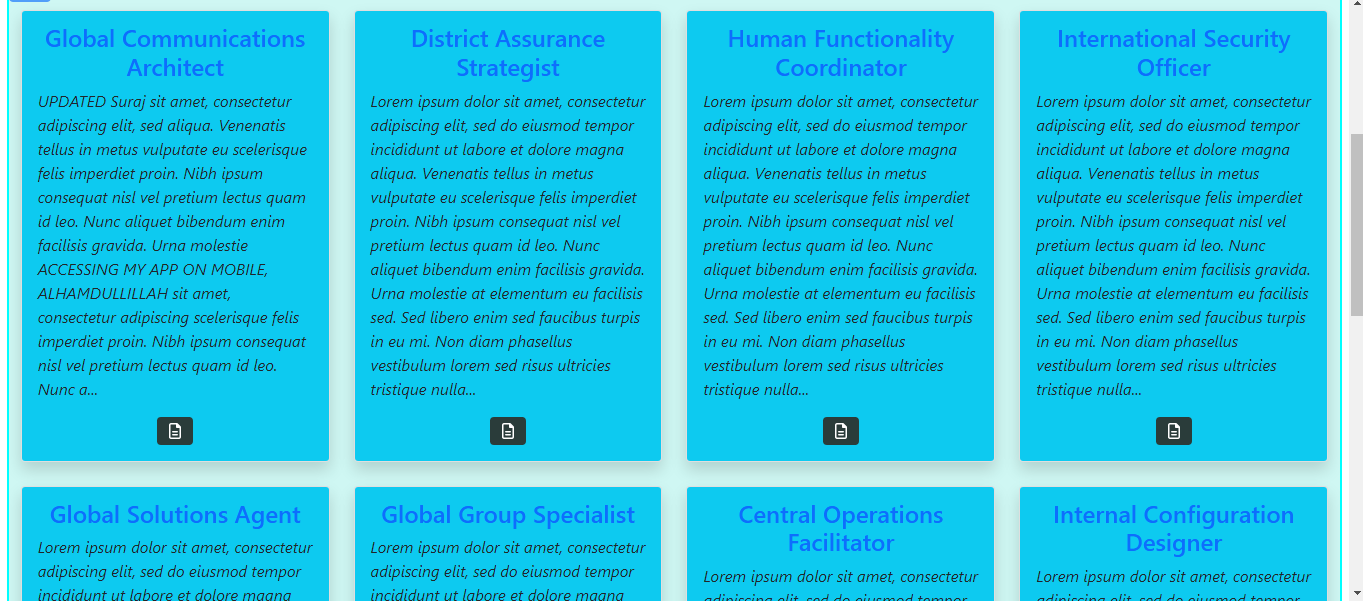 Global Communications
Architect
UPDATED Suraj sit amet, consectetur
adipiscing elit, sed aliqua. Venenatis
tellus in metus vulputate eu scelerisque
felis imperdiet proin. Nibh ipsum
consequat nisl vel pretium lectus quam
id leo. Nunc aliquet bibendum enim
facilisis gravida. Urna molestie
ACCESSING MY APP ON MOBILE,
ALHAMDULLILLAH sit amet,
consectetur adipiscing scelerisque felis
imperdiet proin. Nibh ipsum consequat
nisl vel pretium lectus quam id leo.
Nunc a...
District Assurance
Strategist
Lorem ipsum dolor sit amet, consectetur
adipiscing elit, sed do eiusmod tempor
incididunt ut labore et dolore magna
aliqua. Venenatis tellus in metus
vulputate eu scelerisque felis imperdiet
proin. Nibh ipsum consequat nisl vel
pretium lectus quam id leo. Nunc
aliquet bibendum enim facilisis gravida.
Urna molestie at elementum eu facilisis
sed. Sed libero enim sed faucibus turpis
in eu mi. Non diam phasellus
vestibulum lorem sed risus ultricies
tristique nulla...
Human Functionality
Coordinator
Lorem ipsum dolor sit amet, consectetur
adipiscing elit, sed do eiusmod tempor
incididunt ut labore et dolore magna
aliqua. Venenatis tellus in metus
vulputate eu scelerisque felis imperdiet
proin. Nibh ipsum consequat nisl vel
pretium lectus quam id leo. Nunc
aliquet bibendum enim facilisis gravida.
Urna molestie at elementum eu facilisis
sed. Sed libero enim sed faucibus turpis
in eu mi. Non diam phasellus
vestibulum lorem sed risus ultricies
tristique nulla...
International Security
Officer
Lorem ipsum dolor sit amet, consectetur
adipiscing elit, sed do eiusmod tempor
incididunt ut labore et dolore magna
aliqua. Venenatis tellus in metus
vulputate eu scelerisque felis imperdiet
proin. Nibh ipsum consequat nisl vel
pretium lectus quam id leo. Nunc
aliquet bibendum enim facilisis gravida.
Urna molestie at elementum eu facilisis
sed. Sed libero enim sed faucibus turpis
in eu mi. Non diam phasellus
vestibulum lorem sed risus ultricies
tristique nulla...
Global Solutions Agent
Lorem ipsum dolor sit amet, consectetur
adipiscing elit, sed do eiusmod tempor
incididunt ut labore et dolore magna
Global Group Specialist
Lorem ipsum dolor sit amet, consectetur
adipiscing elit, sed do eiusmod tempor
incididunt ut labore et dolore magna
Central Operations
Facilitator
Lorem ipsum dolor sit amet, consectetur
adipiscing elit, sed do eiusmod tempor
Internal Configuration
Designer
Lorem ipsum dolor sit amet, consectetur
adipiscing elit, sed do eiusmod tempor